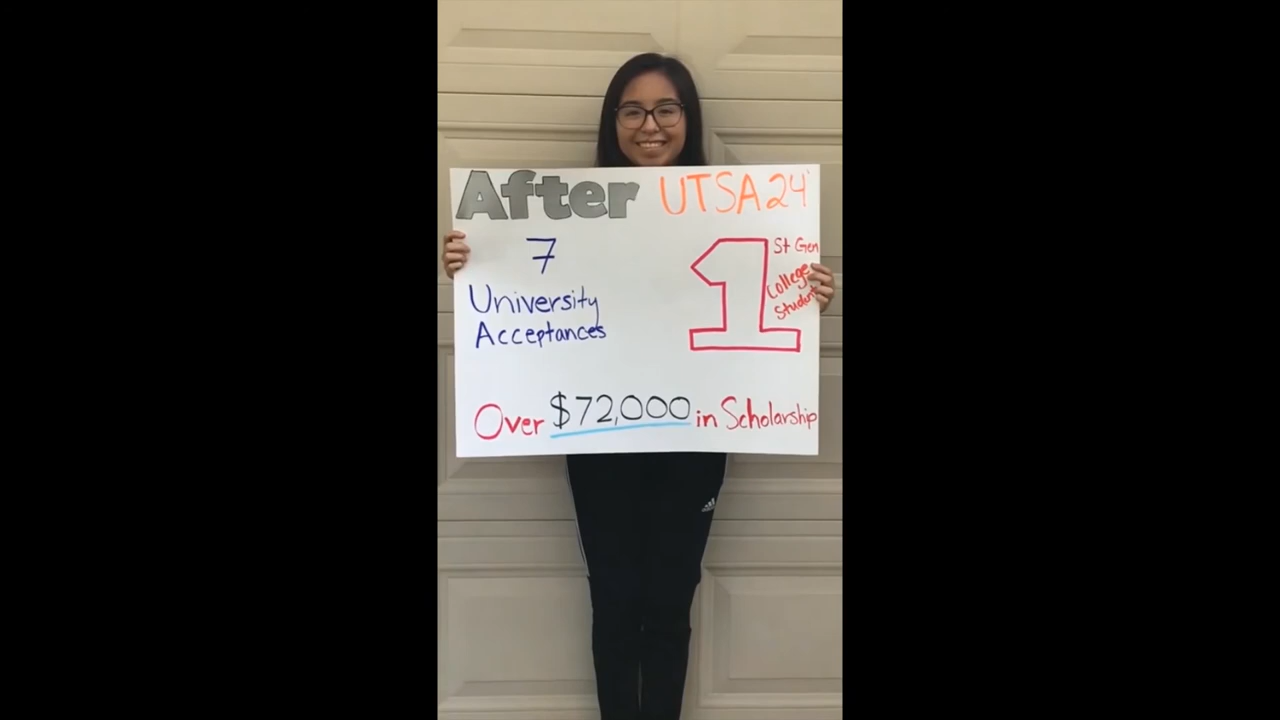 After UTSA 24'
7
University
Acceptances
1 St Gen
College
Student
Over $72,000 in Scholarship